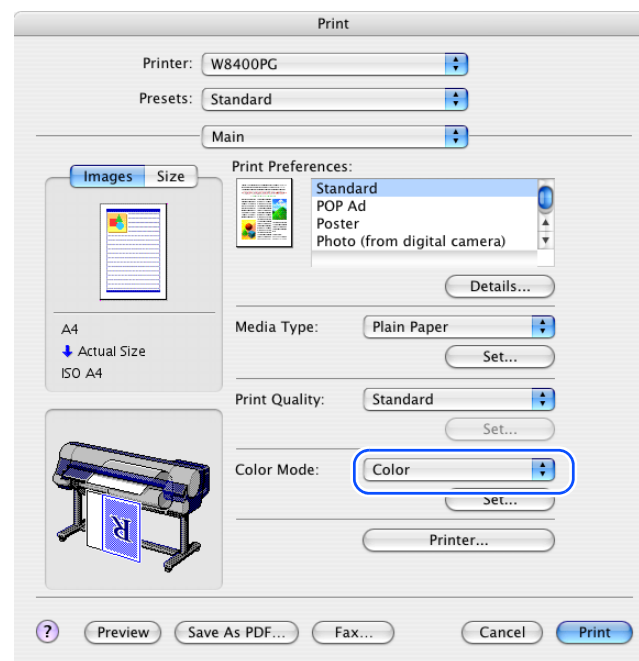 Print
Printer: W8400PG
Presets: Standard
Main
Images Size
Print Preferences:
Standard
POP Ad
Poster
Photo (from digital camera)
Details...
A4
Actual Size
ISO A4
Media Type: Plain Paper
Set...
Print Quality: Standard
Set...
Color Mode: Color
Set...
Printer...
R
? Preview Save As PDF... Fax... Cancel Print